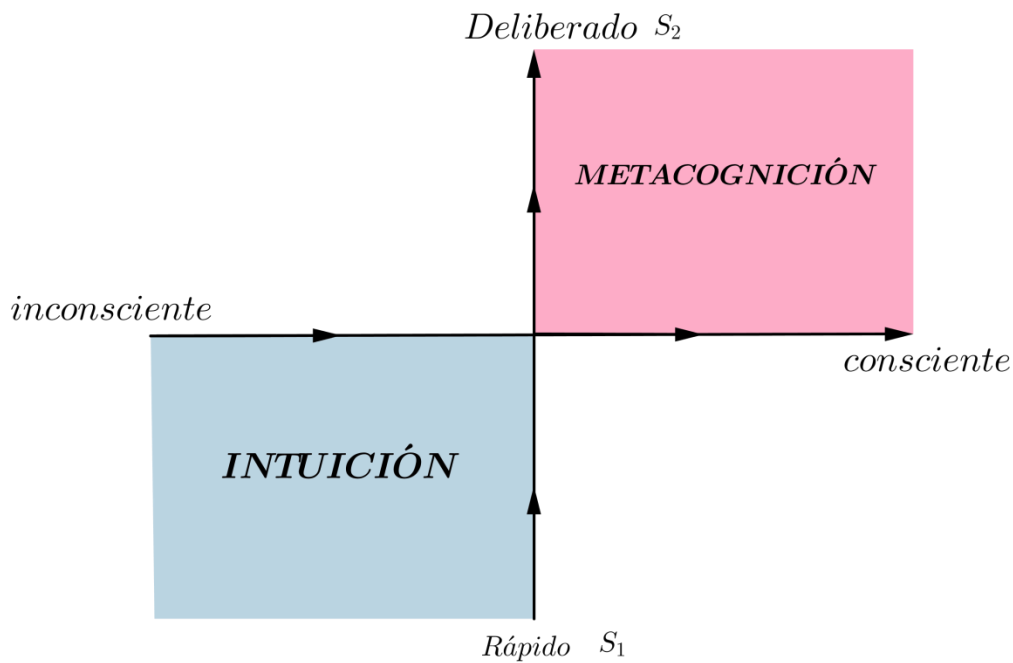 Deliberado S₂
METACOGNICIÓN
inconsciente
consciente
INTUICIÓN
Rápido S₁